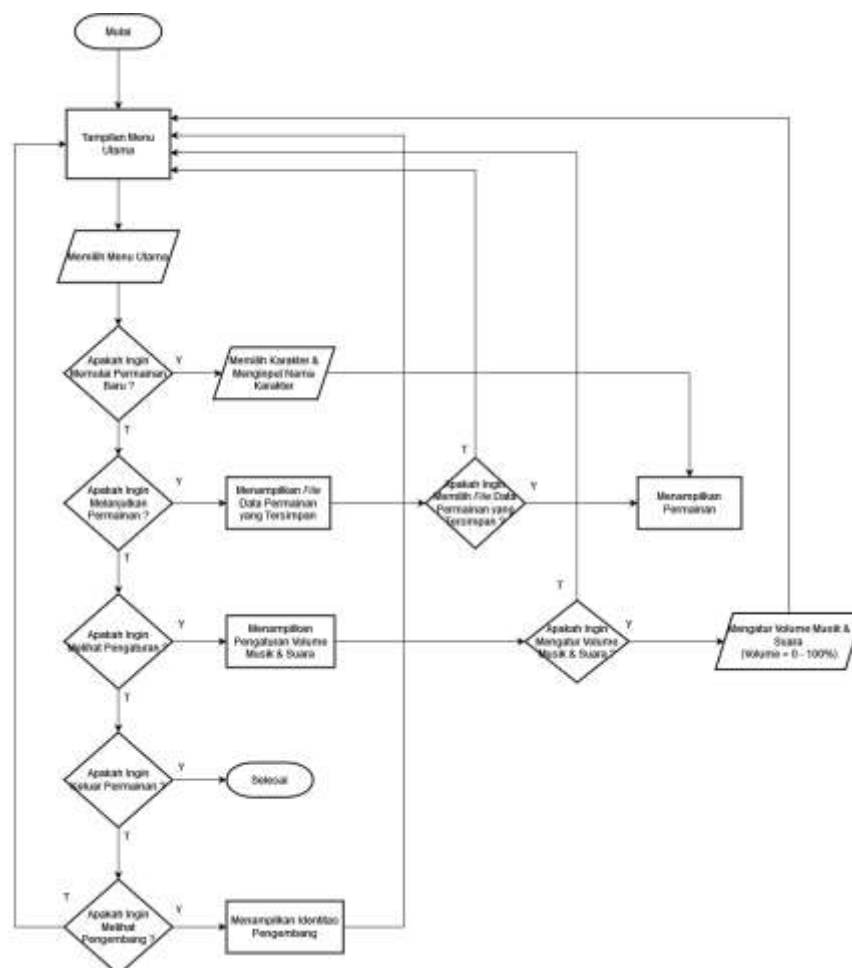 Mulai
Tampilan Menu
Utama
Memilih Menu Utama
Apakah Ingin
Memulai Permainan
Baru ?
Y
Memilih Karakter &
Menginput Nama
Karakter
T
Apakah Ingin
Melanjutkan
Permainan ?
Y
Menampilkan File
Data Permainan
yang Tersimpan
T
Apakah Ingin
Memilih File Data
Permainan yang
Tersimpan ?
Y
Menampilkan
Permainan
T
Apakah Ingin
Melihat Pengaturan ?
Y
Menampilkan
Pengaturan Volume
Musik & Suara
T
Apakah Ingin
Mengatur Volume
Musik & Suara ?
Y
Mengatur Volume Musik &
Suara
(Volume = 0 - 100%)
T
Apakah Ingin
Keluar Permainan ?
Y
Selesai
T
T
Apakah Ingin
Melihat
Pengembang ?
Y
Menampilkan Identitas
Pengembang